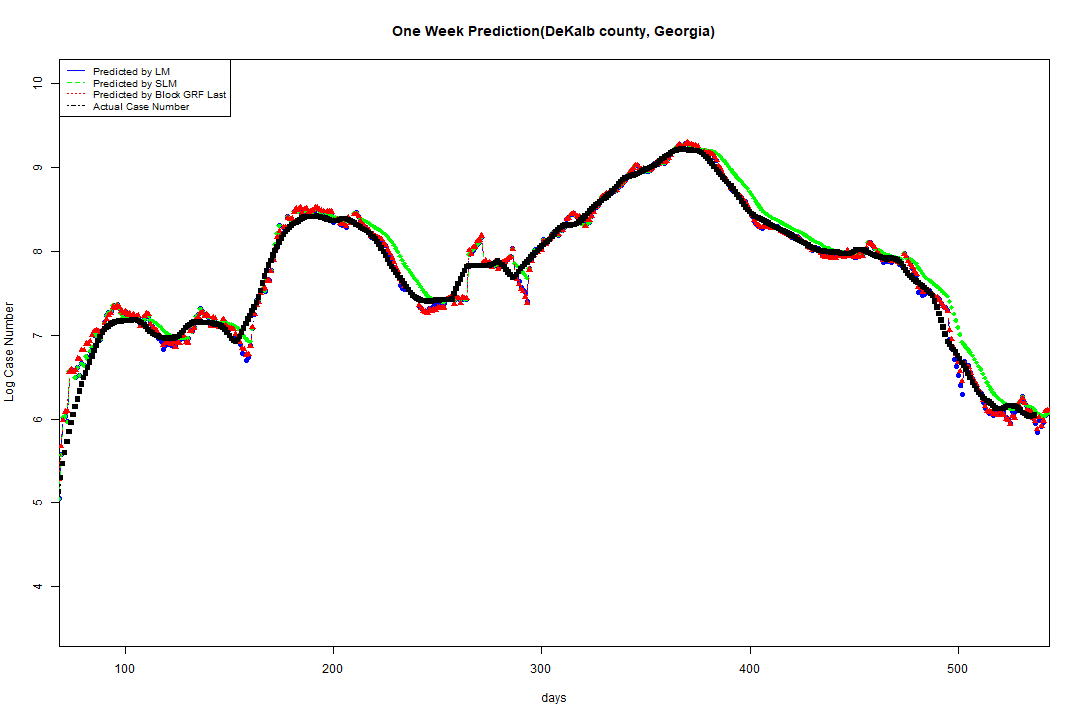 One Week Prediction(DeKalb county, Georgia)
Predicted by LM
Predicted by SLM
Predicted by Block GRF Last
Actual Case Number
10
9
8
7
6
5
4
Log Case Number
100 200 300 400 500
days